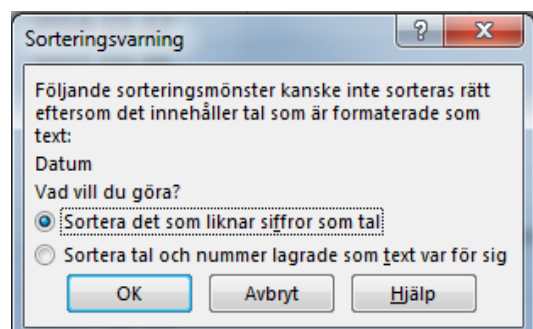 Sorteringsvarning
Följande sorteringsmönster kanske inte sorteras rätt
eftersom det innehåller tal som är formaterade som
text:
Datum
Vad vill du göra?
Sortera det som liknar siffror som tal
Sortera tal och nummer lagrade som text var för sig
OK Avbryt Hjälp